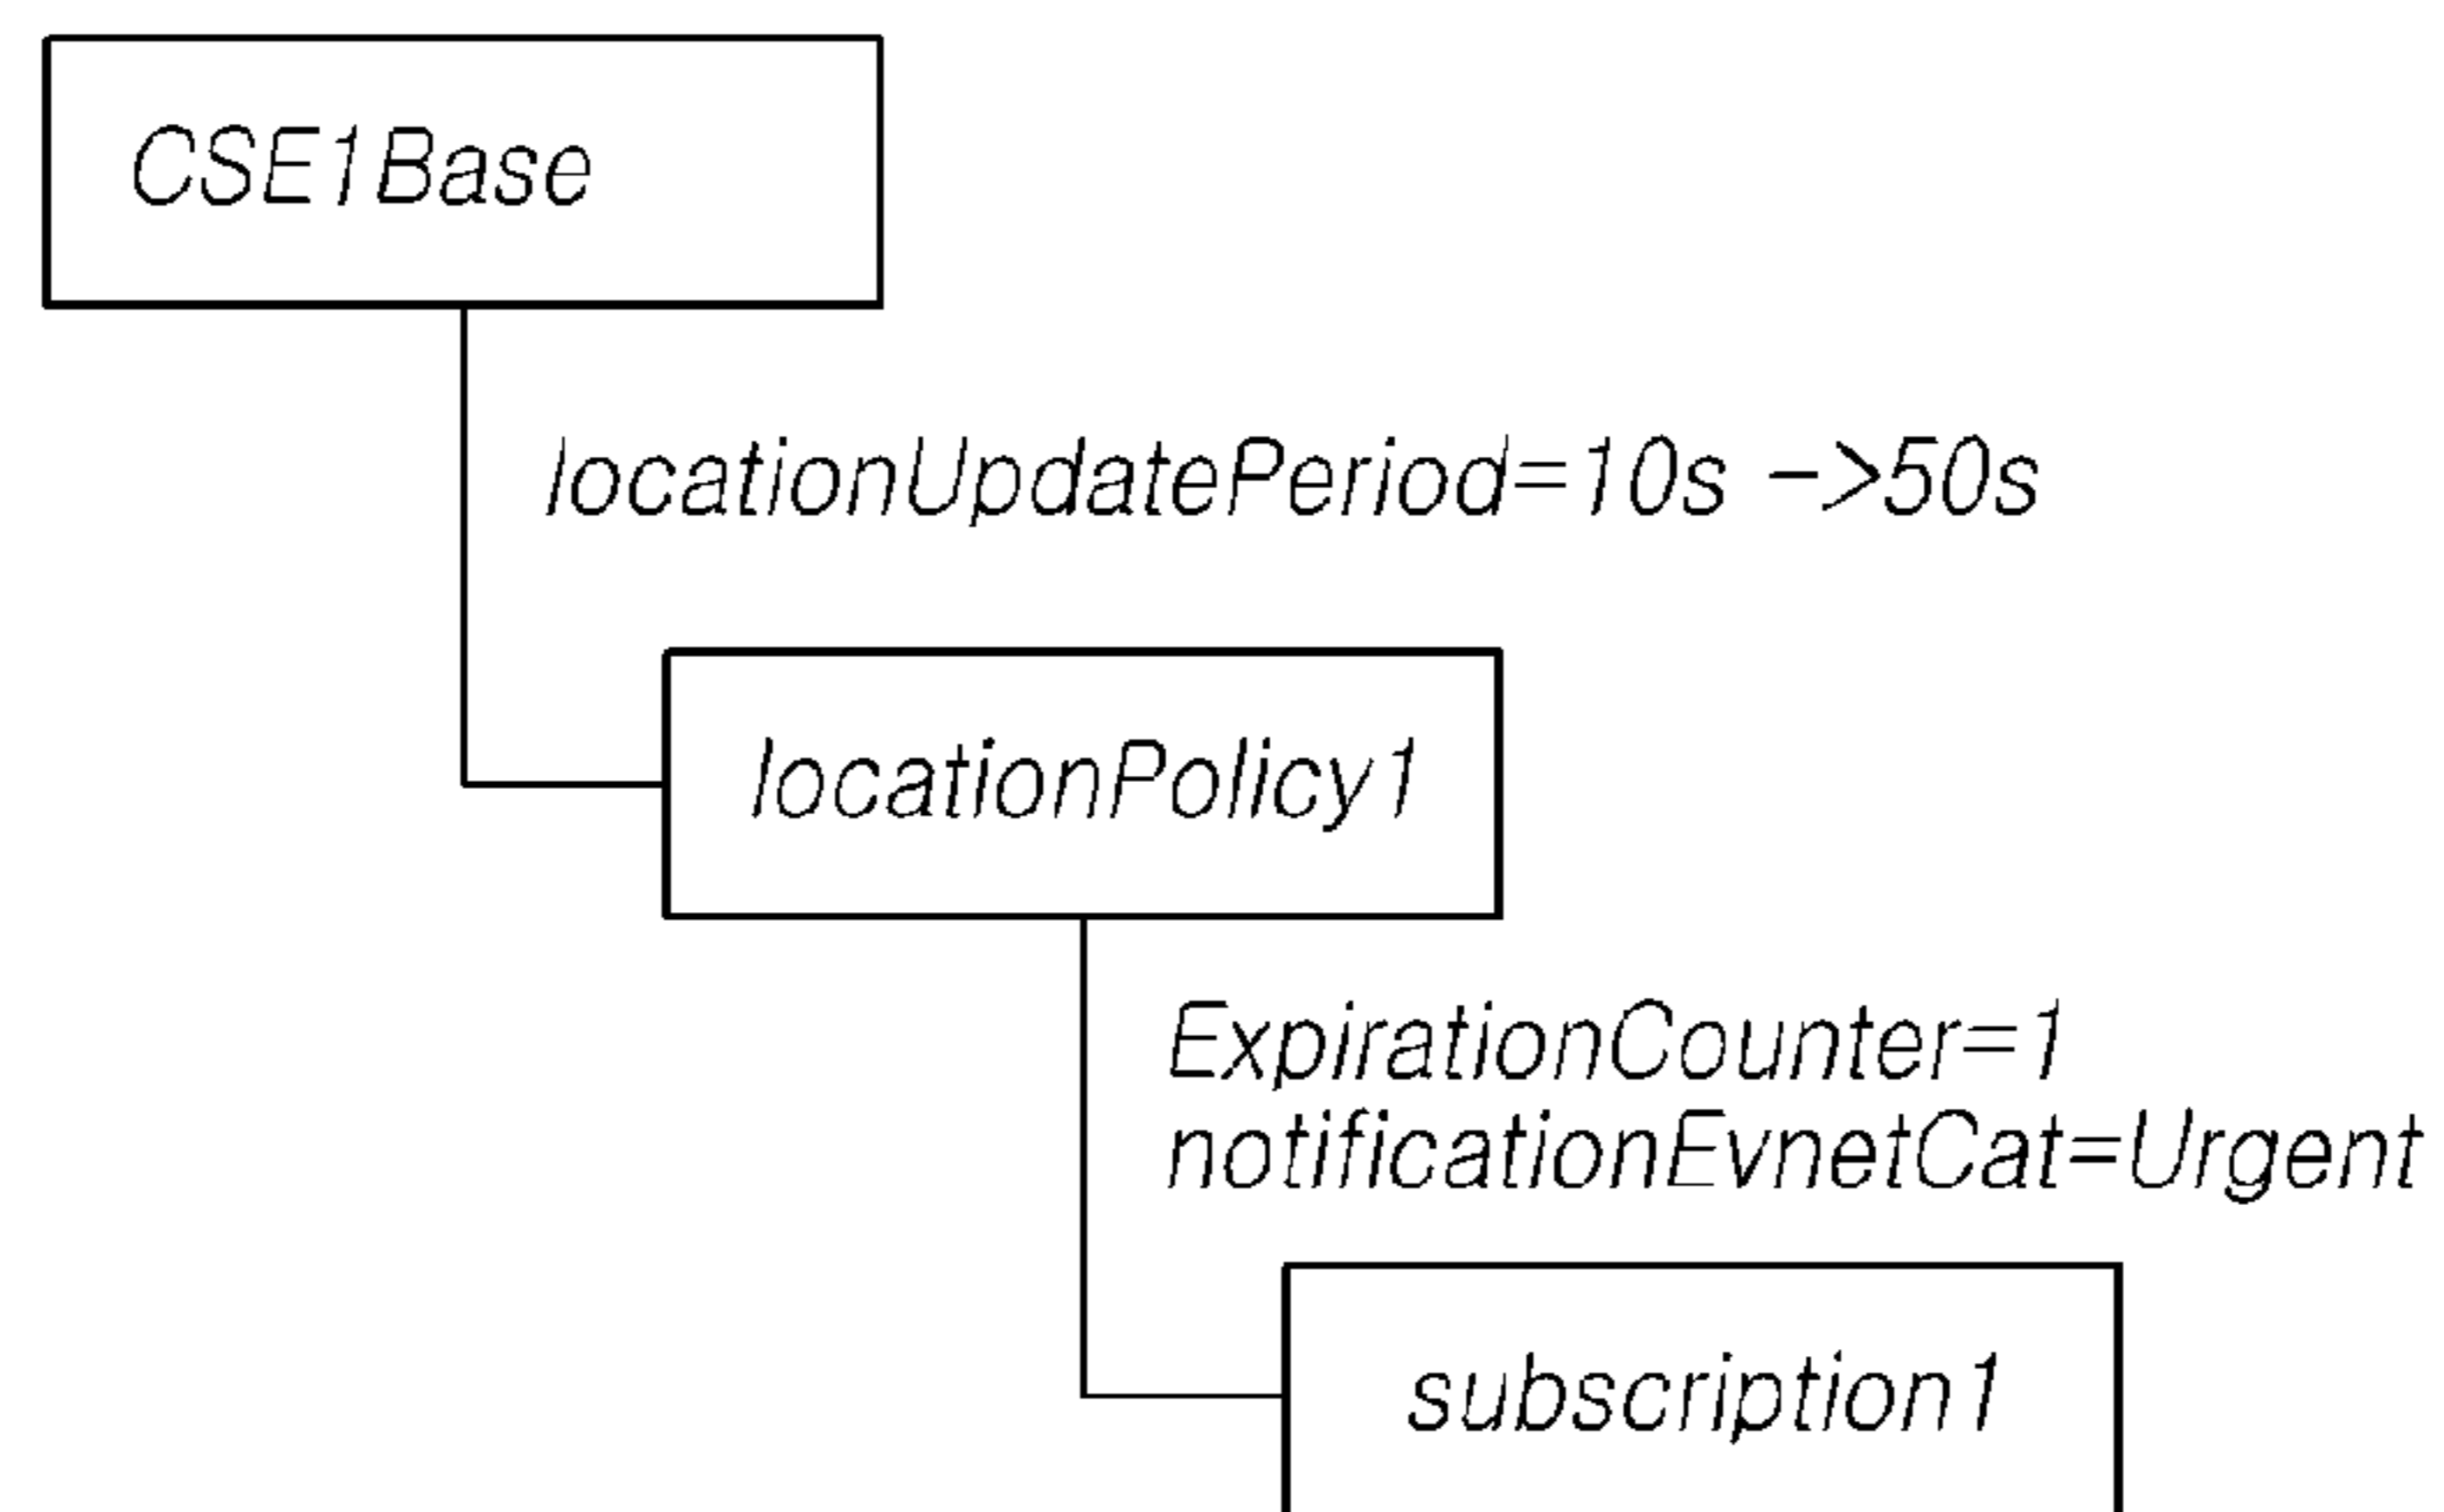 CSE1Base
locationUpdatePeriod=10s ->50s
locationPolicy1
ExpirationCounter=1
notificationEvnetCat=Urgent
subscription1